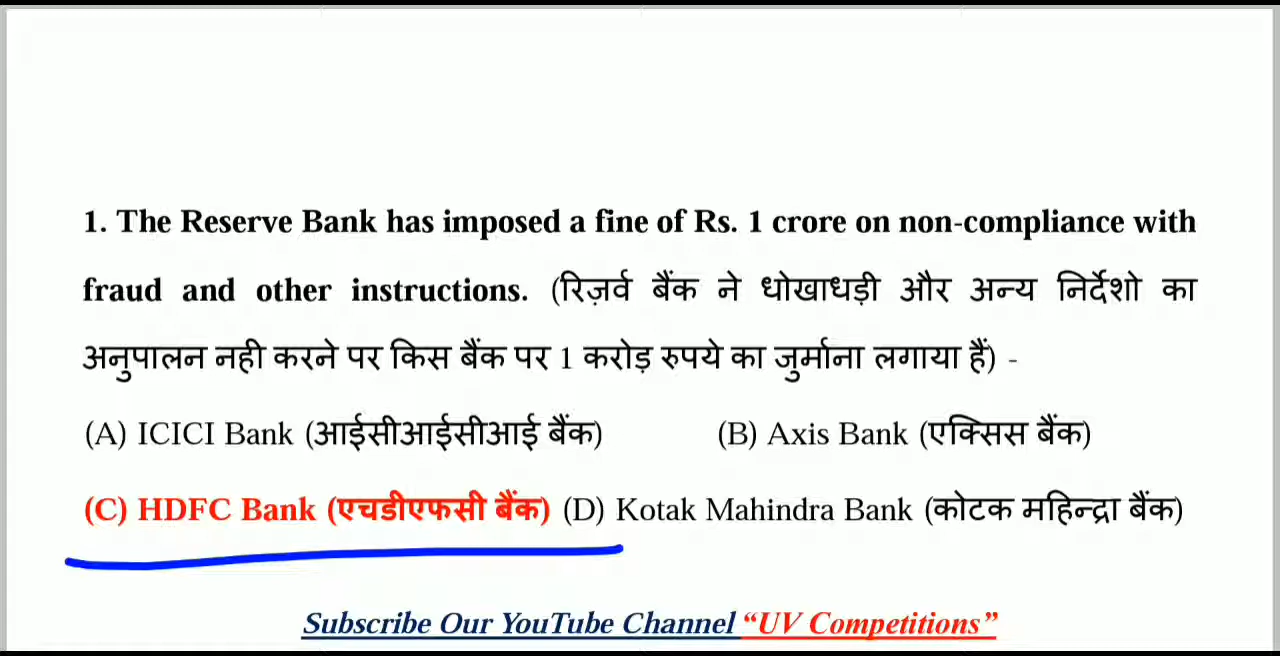 1. The Reserve Bank has imposed a fine of Rs. 1 crore on non-compliance with
fraud and other instructions. (रिज़र्व बैंक ने धोखाधड़ी और अन्य निर्देशो का
अनुपालन नही करने पर किस बैंक पर 1 करोड़ रुपये का जुर्माना लगाया हैं) -
(A) ICICI Bank (आईसीआईसीआई बैंक) (B) Axis Bank (एक्सिस बैंक)
(C) HDFC Bank (एचडीएफसी बैंक) (D) Kotak Mahindra Bank (कोटक महिन्द्रा बैंक)
Subscribe Our YouTube Channel “UV Competitions”